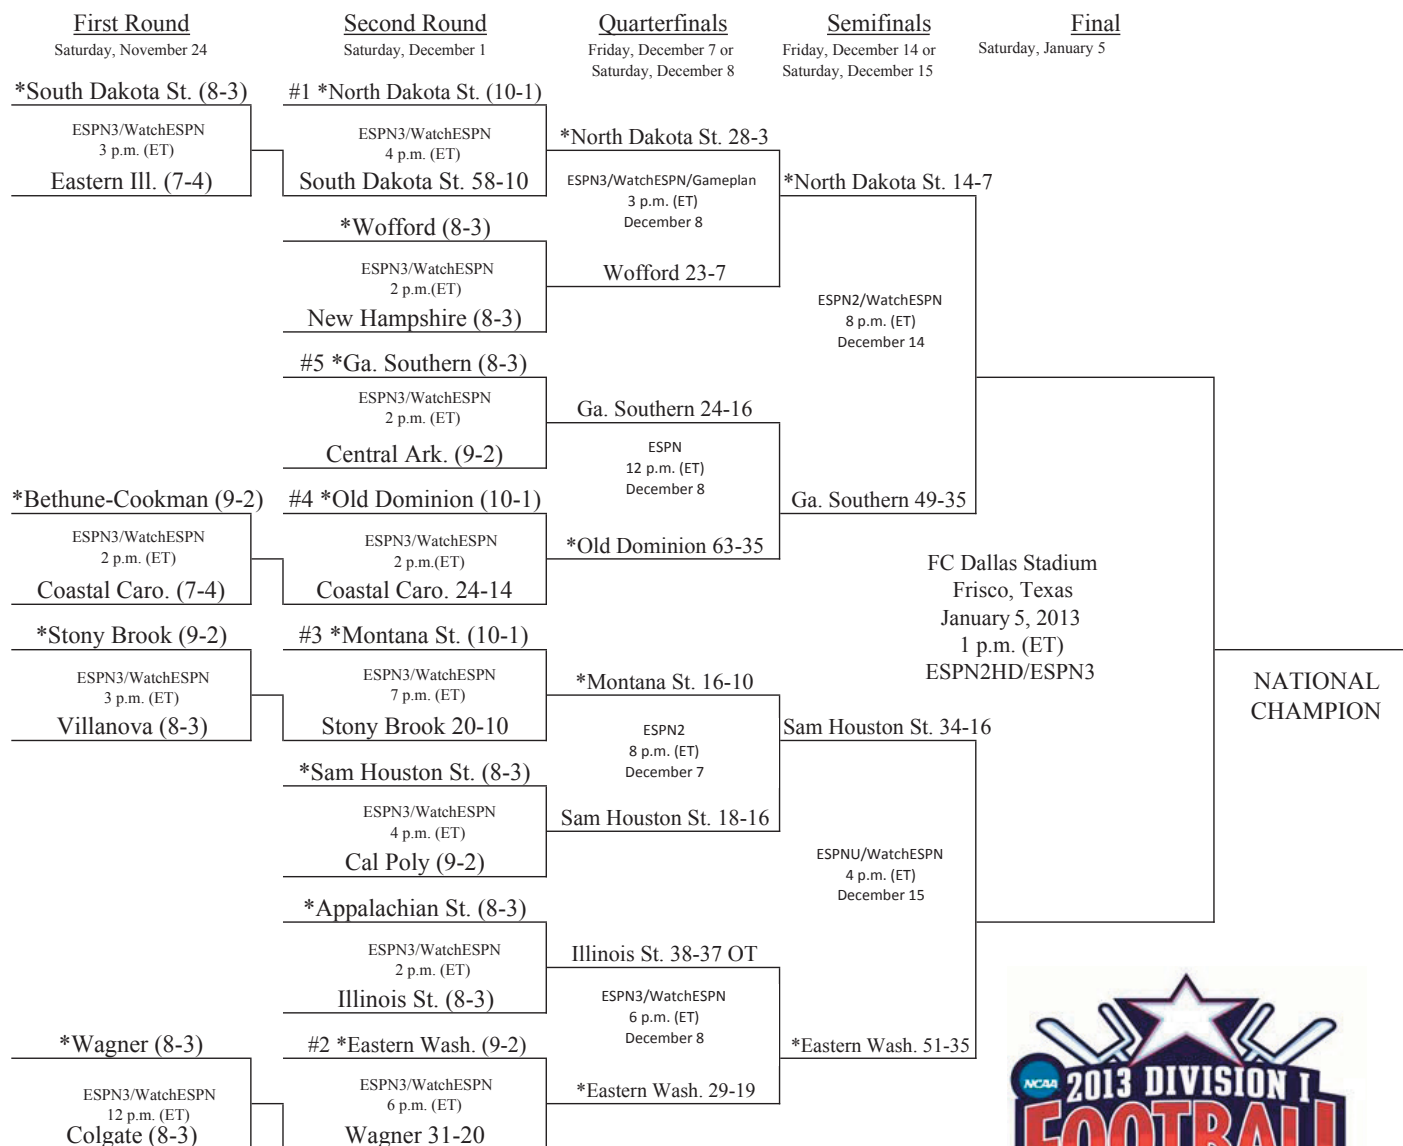 First Round
Saturday, November 24
Second Round
Saturday, December 1
Quarterfinals
Friday, December 7 or
Saturday, December 8
Semifinals
Friday, December 14 or
Saturday, December 15
Final
Saturday, January 5
*South Dakota St. (8-3)
ESPN3/WatchESPN
3 p.m. (ET)
Eastern Ill. (7-4)
*Bethune-Cookman (9-2)
ESPN3/WatchESPN
2 p.m. (ET)
Coastal Caro. (7-4)
*Stony Brook (9-2)
ESPN3/WatchESPN
3 p.m. (ET)
Villanova (8-3)
*Wagner (8-3)
ESPN3/WatchESPN
12 p.m. (ET)
Colgate (8-3)
#1 *North Dakota St. (10-1)
ESPN3/WatchESPN
4 p.m. (ET)
South Dakota St. 58-10
*Wofford (8-3)
ESPN3/WatchESPN
2 p.m.(ET)
New Hampshire (8-3)
#5 *Ga. Southern (8-3)
ESPN3/WatchESPN
2 p.m. (ET)
Central Ark. (9-2)
#4 *Old Dominion (10-1)
ESPN3/WatchESPN
2 p.m.(ET)
Coastal Caro. 24-14
#3 *Montana St. (10-1)
ESPN3/WatchESPN
7 p.m. (ET)
Stony Brook 20-10
*Sam Houston St. (8-3)
ESPN3/WatchESPN
4 p.m. (ET)
Cal Poly (9-2)
*Appalachian St. (8-3)
ESPN3/WatchESPN
2 p.m. (ET)
Illinois St. (8-3)
#2 *Eastern Wash. (9-2)
ESPN3/WatchESPN
6 p.m. (ET)
Wagner 31-20
*North Dakota St. 28-3
ESPN3/WatchESPN/Gameplan
3 p.m. (ET)
December 8
Wofford 23-7
Ga. Southern 24-16
ESPN
12 p.m. (ET)
December 8
*Old Dominion 63-35
*Montana St. 16-10
ESPN2
8 p.m. (ET)
December 7
Sam Houston St. 18-16
Illinois St. 38-37 OT
ESPN3/WatchESPN
6 p.m. (ET)
December 8
*Eastern Wash. 29-19
*North Dakota St. 14-7
ESPN2/WatchESPN
8 p.m. (ET)
December 14
Ga. Southern 49-35
Sam Houston St. 34-16
ESPNU/WatchESPN
4 p.m. (ET)
December 15
*Eastern Wash. 51-35
FC Dallas Stadium
Frisco, Texas
January 5, 2013
1 p.m. (ET)
ESPN2HD/ESPN3
NATIONAL
CHAMPION
NCAA
2013 DIVISION I
FOOTBALL